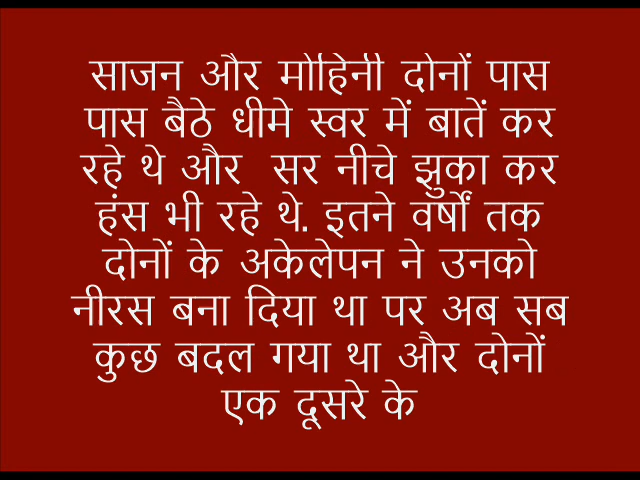 साजन और मोहिनी दोनों पास
पास बैठे धीमे स्वर में बातें कर
रहे थे और  सर नीचे झुका कर
हंस भी रहे थे. इतने वर्षों तक
दोनों के अकेलेपन ने उनको
नीरस बना दिया था पर अब सब
कुछ बदल गया था और दोनों
एक दूसरे के